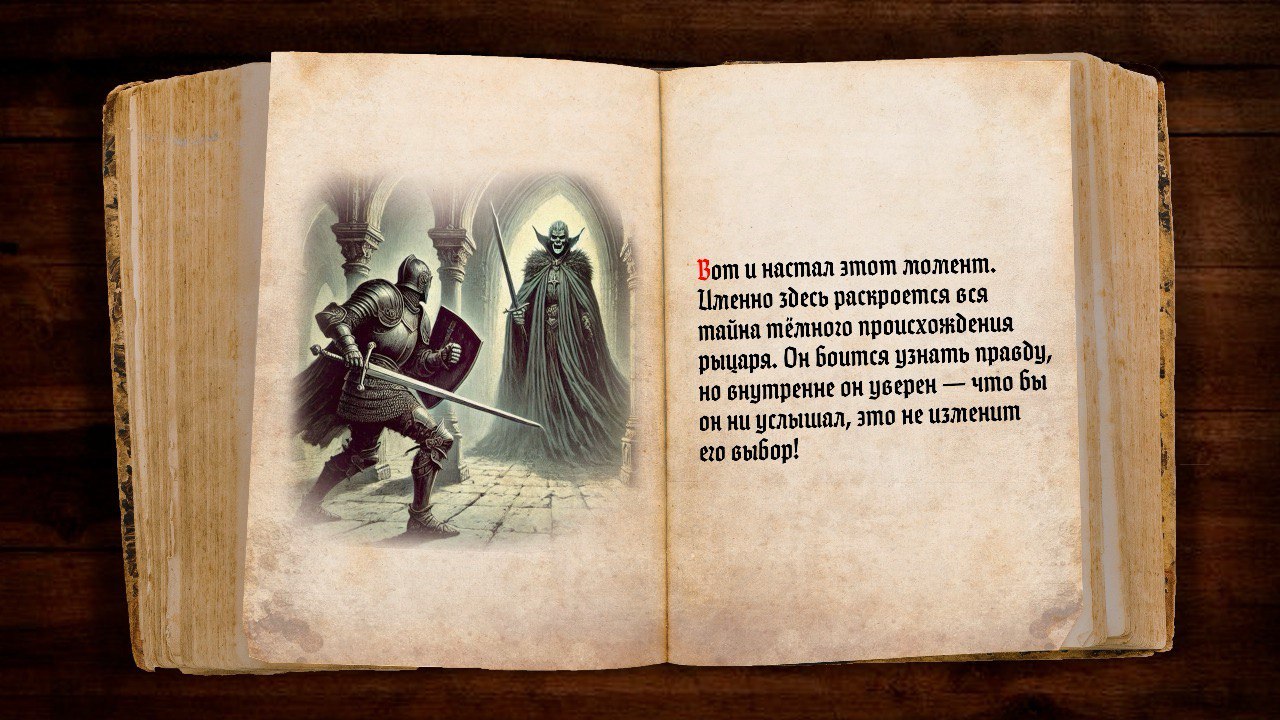 Вот и настал этот момент.
Именно здесь раскроется вся
тайна тёмного происхождения
рыцаря. Он боится узнать правду,
но внутренне он уверен — что бы
он ни услышал, это не изменит
его выбор!